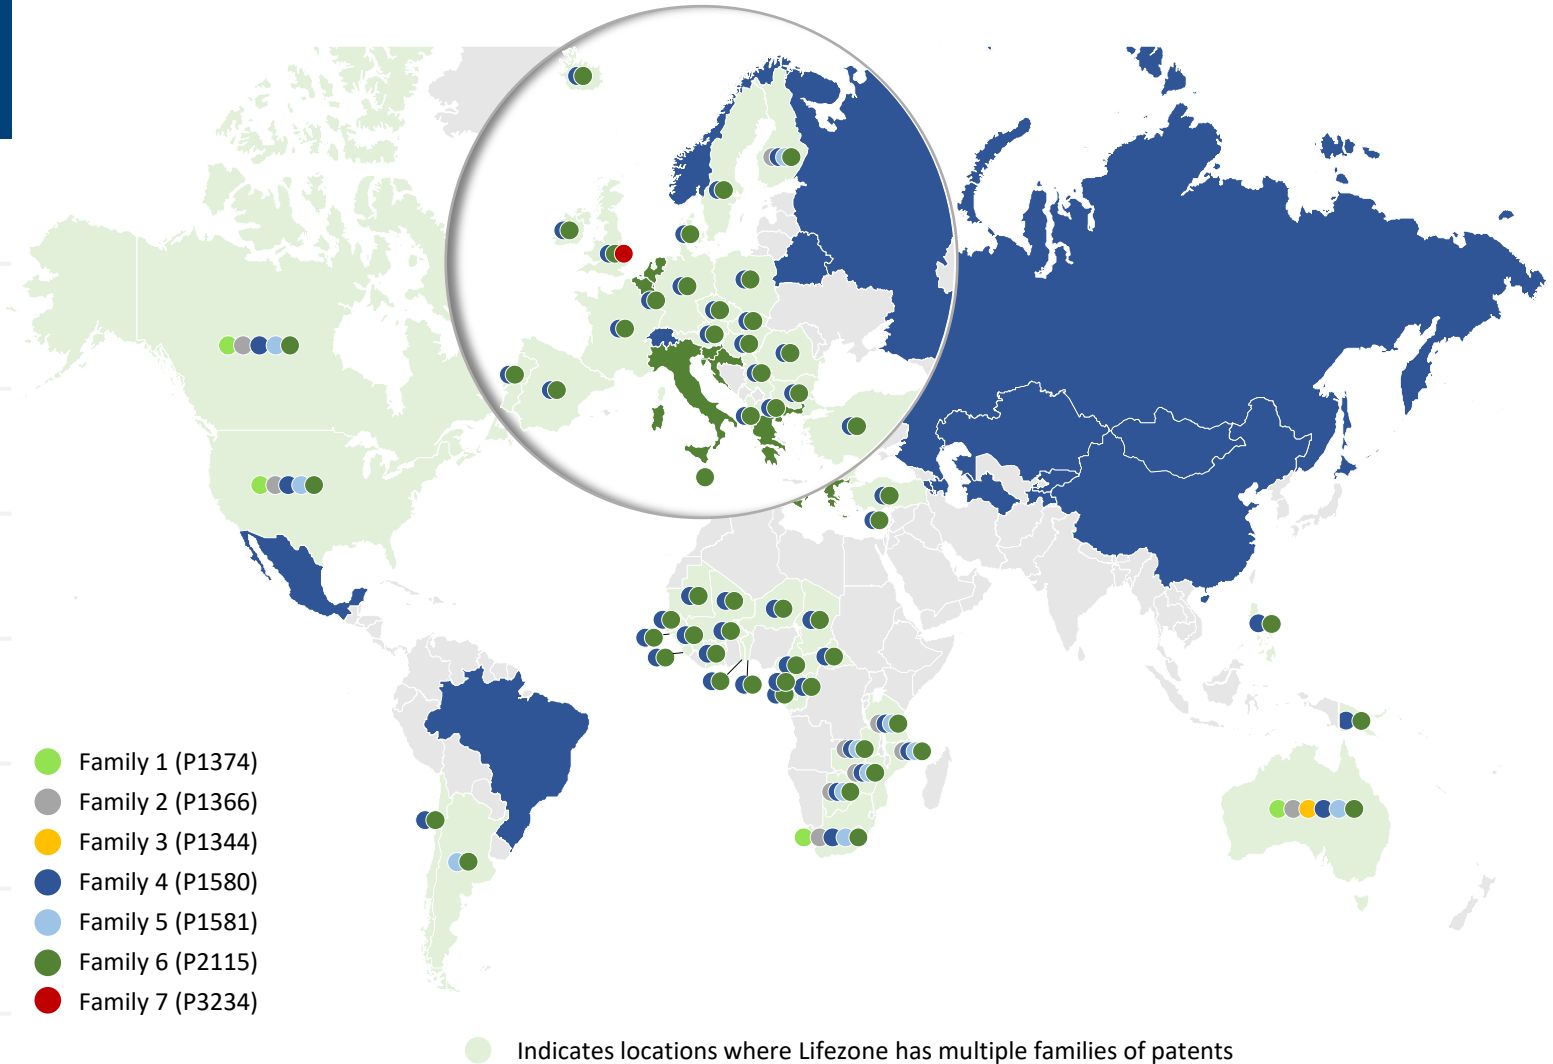 Family 1 (P1374)
Family 2 (P1366)
Family 3 (P1344)
Family 4 (P1580)
Family 5 (P1581)
Family 6 (P2115)
Family 7 (P3234)
Indicates locations where Lifezone has multiple families of patents